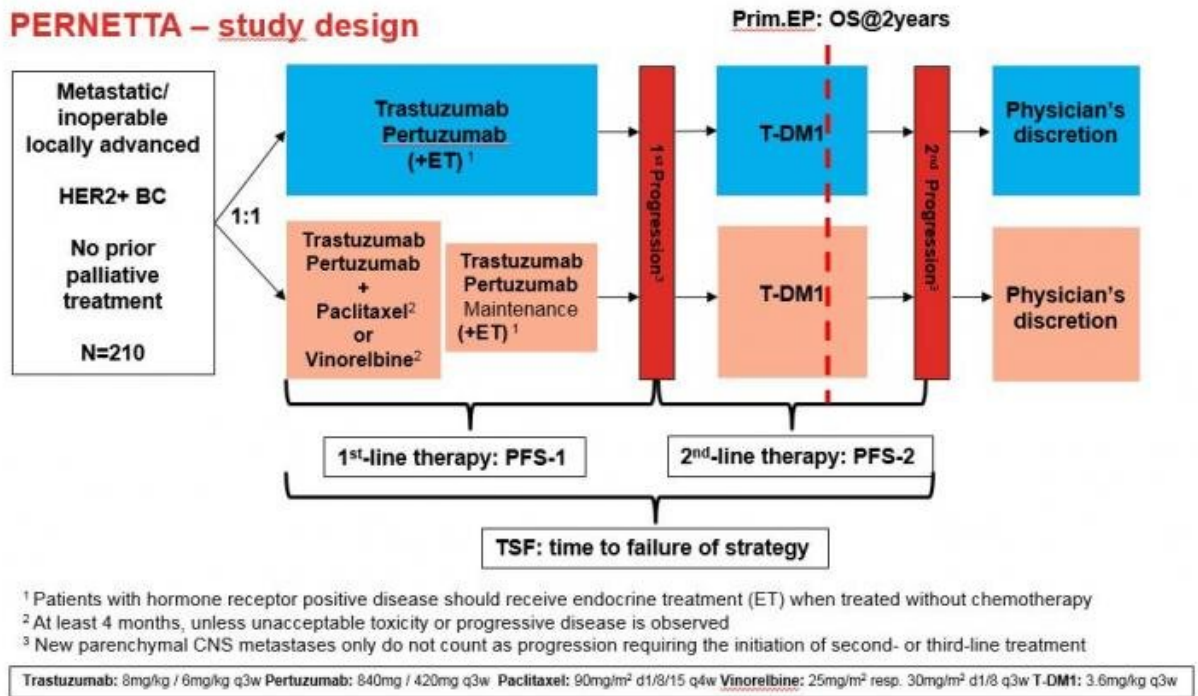 PERNETTA – study design
Prim.EP: OS@2years
Metastatic/
inoperable
locally advanced
HER2+ BC
No prior
palliative
treatment
N=210
1:1
Trastuzumab
Pertuzumab
(+ET) ¹
1st Progression³
T-DM1
2nd Progression³
Physician's
discretion
Trastuzumab
Pertuzumab
+
Paclitaxel²
or
Vinorelbine²
Trastuzumab
Pertuzumab
Maintenance
(+ET) ¹
T-DM1
Physician's
discretion
1st-line therapy: PFS-1
2nd-line therapy: PFS-2
TSF: time to failure of strategy
¹ Patients with hormone receptor positive disease should receive endocrine treatment (ET) when treated without chemotherapy
² At least 4 months, unless unacceptable toxicity or progressive disease is observed
³ New parenchymal CNS metastases only do not count as progression requiring the initiation of second- or third-line treatment
Trastuzumab: 8mg/kg / 6mg/kg q3w Pertuzumab: 840mg / 420mg q3w Paclitaxel: 90mg/m² d1/8/15 q4w Vinorelbine: 25mg/m² resp. 30mg/m² d1/8 q3w T-DM1: 3.6mg/kg q3w